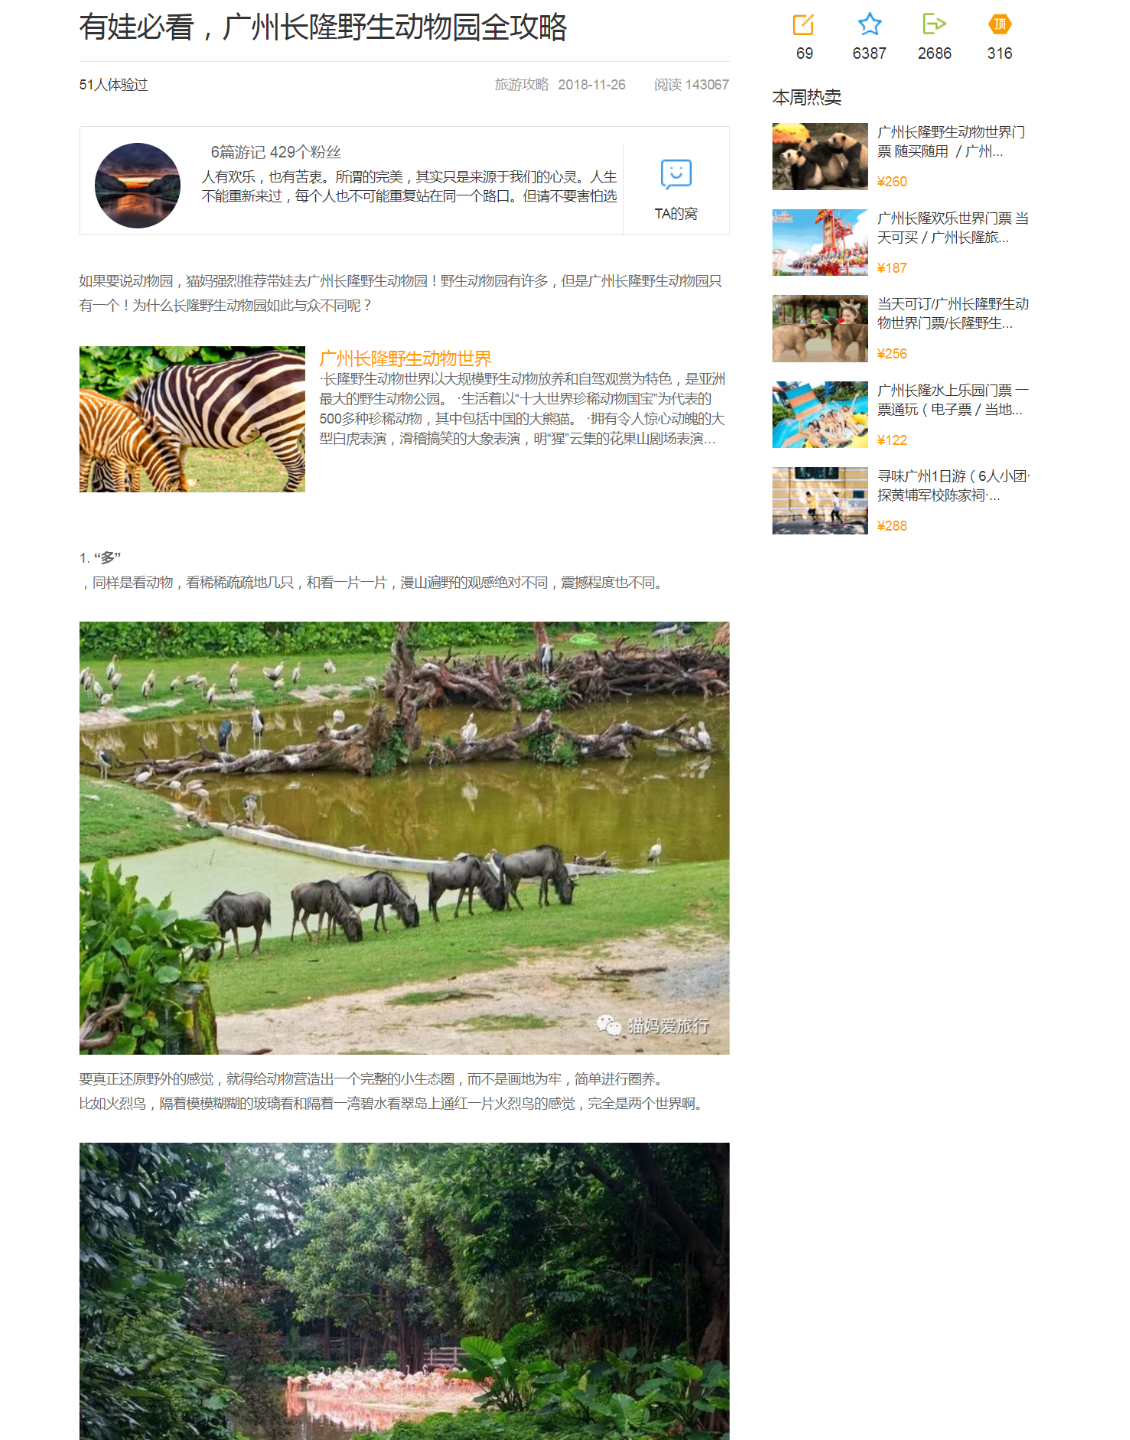 有娃必看，广州长隆野生动物园全攻略
51人体验过
旅游攻略 2018-11-26 阅读 143067
6篇游记 429个粉丝
人有欢乐，也有苦衷。所谓的完美，其实只是来源于我们的心灵。人生
不能重新来过，每个人也不可能重复站在同一个路口。但请不要害怕选
TA的窝
如果要说动物园，猫妈强烈推荐带娃去广州长隆野生动物园！野生动物园有许多，但是广州长隆野生动物园只
有一个！为什么长隆野生动物园如此与众不同呢？
广州长隆野生动物世界
·长隆野生动物世界以大规模野生动物放养和自驾观赏为特色，是亚洲
最大的野生动物公园。 ·生活着以“十大世界珍稀动物国宝”为代表的
500多种珍稀动物，其中包括中国的大熊猫。 ·拥有令人惊心动魄的大
型白虎表演，滑稽搞笑的大象表演，明“猩”云集的花果山剧场表演...
1. “多”
，同样是看动物，看稀稀疏疏地几只，和看一片一片，漫山遍野的观感绝对不同，震撼程度也不同。
猫妈爱旅行
要真正还原野外的感觉，就得给动物营造出一个完整的小生态圈，而不是画地为牢，简单进行圈养。
比如火烈鸟，隔着模模糊糊的玻璃看和隔着一湾碧水看翠岛上通红一片火烈鸟的感觉，完全是两个世界啊。
顶
69 6387 2686 316
本周热卖
广州长隆野生动物世界门
票 随买随用 / 广州...
¥260
广州长隆欢乐世界门票 当
天可买 / 广州长隆旅...
¥187
当天可订/广州长隆野生动
物世界门票/长隆野生...
¥256
广州长隆水上乐园门票 一
票通玩（电子票 / 当地...
¥122
寻味广州1日游（6人小团·
探黄埔军校陈家祠·...
¥288